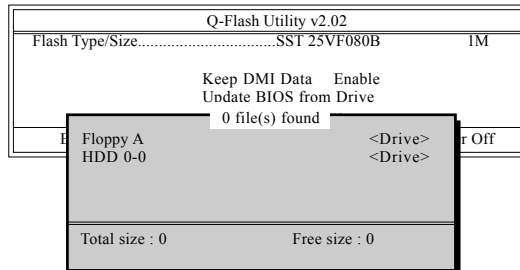 Q-Flash Utility v2.02
Flash Type/Size..............................SST 25VF080B 1M
Keep DMI Data Enable
Update BIOS from Drive
0 file(s) found
Floppy A <Drive>
HDD 0-0 <Drive>
Off
Total size : 0 Free size : 0